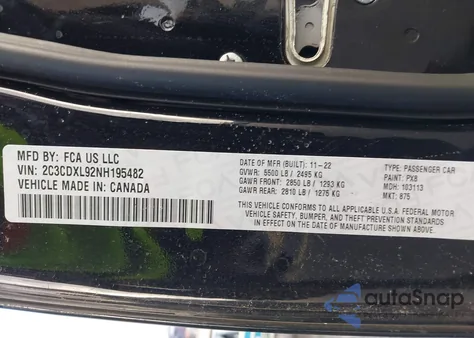 MFD BY: FCA US LLC
VIN: 2C3CDXL92NH195482
VEHICLE MADE IN: CANADA
DATE OF MFR (BUILT): 11-22
GVWR: 5500 LB / 2495 KG
GAWR FRONT: 2850 LB / 1293 KG
GAWR REAR: 2810 LB / 1275 KG
TYPE: PASSENGER CAR
PAINT: PX8
MDH: 103113
MKT: 875
THIS VEHICLE CONFORMS TO ALL APPLICABLE U.S.A. FEDERAL MOTOR
VEHICLE SAFETY, BUMPER, AND THEFT PREVENTION STANDARDS
IN EFFECT ON THE DATE OF MANUFACTURE SHOWN ABOVE.
autoSnap